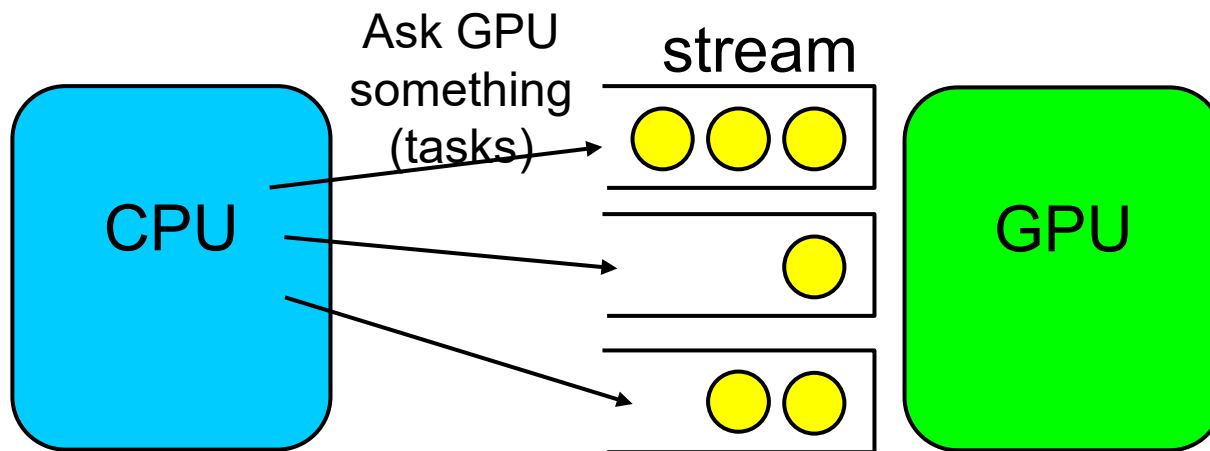 Ask GPU
something
(tasks)
stream
CPU
GPU